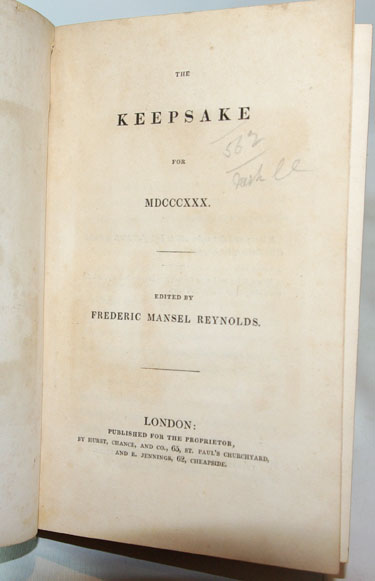 THE
KEEPSAKE
FOR
MDCCCXXX.
EDITED BY
FREDERIC MANSEL REYNOLDS.
LONDON:
PUBLISHED FOR THE PROPRIETOR,
BY HURST, CHANCE, AND CO., 65, ST. PAUL'S CHURCHYARD,
AND R. JENNINGS, 62, CHEAPSIDE.